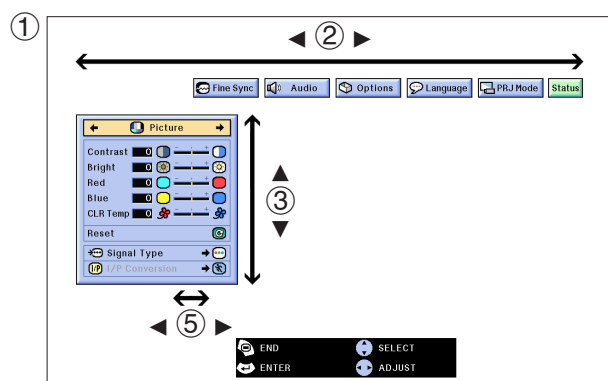 ①
◀ ② ▶
Fine Sync Audio Options Language PRJ Mode Status
Picture
Contrast 0 - +
Bright 0 - +
Red 0 - +
Blue 0 - +
CLR Temp 0 - +
Reset
Signal Type
I/P I/P Conversion
▲
③
▼
◀ ⑤ ▶
END SELECT
ENTER ADJUST